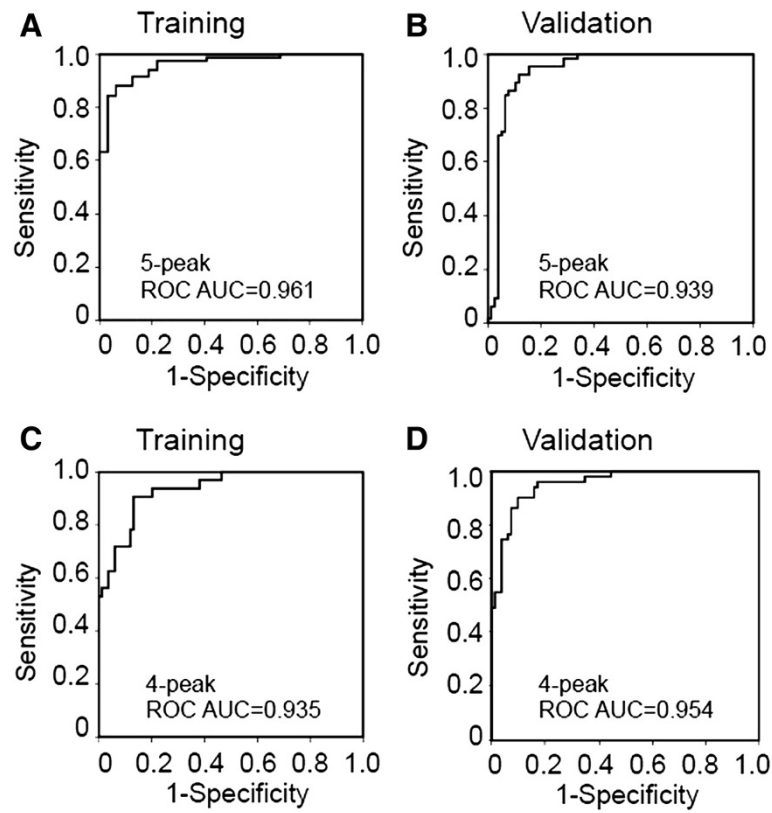 A Training
1.0
0.8
0.6
0.4
0.2
0
Sensitivity
5-peak
ROC AUC=0.961
0 0.2 0.4 0.6 0.8 1.0
1-Specificity
B Validation
1.0
0.8
0.6
0.4
0.2
0
Sensitivity
5-peak
ROC AUC=0.939
0 0.2 0.4 0.6 0.8 1.0
1-Specificity
C Training
1.0
0.8
0.6
0.4
0.2
0
Sensitivity
4-peak
ROC AUC=0.935
0 0.2 0.4 0.6 0.8 1.0
1-Specificity
D Validation
1.0
0.8
0.6
0.4
0.2
0
Sensitivity
4-peak
ROC AUC=0.954
0 0.2 0.4 0.6 0.8 1.0
1-Specificity